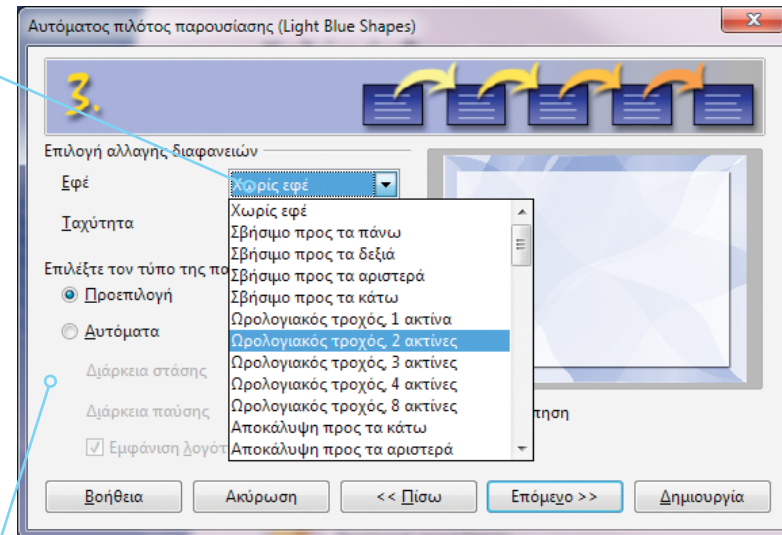 Αυτόματος πιλότος παρουσίασης (Light Blue Shapes)
3.
Επιλογή αλλαγής διαφανειών
Εφέ
Χωρίς εφέ
Ταχύτητα
Χωρίς εφέ
Σβήσιμο προς τα πάνω
Σβήσιμο προς τα δεξιά
Σβήσιμο προς τα αριστερά
Σβήσιμο προς τα κάτω
Ωρολογιακός τροχός, 1 ακτίνα
Ωρολογιακός τροχός, 2 ακτίνες
Ωρολογιακός τροχός, 3 ακτίνες
Ωρολογιακός τροχός, 4 ακτίνες
Ωρολογιακός τροχός, 8 ακτίνες
Αποκάλυψη προς τα κάτω
Αποκάλυψη προς τα αριστερά
Επιλέξτε τον τύπο της
Προεπιλογή
Αυτόματα
Διάρκεια στάσης
Διάρκεια παύσης
Εμφάνιση
Βοήθεια
Ακύρωση
<< Πίσω
Επόμενο >>
Δημιουργία